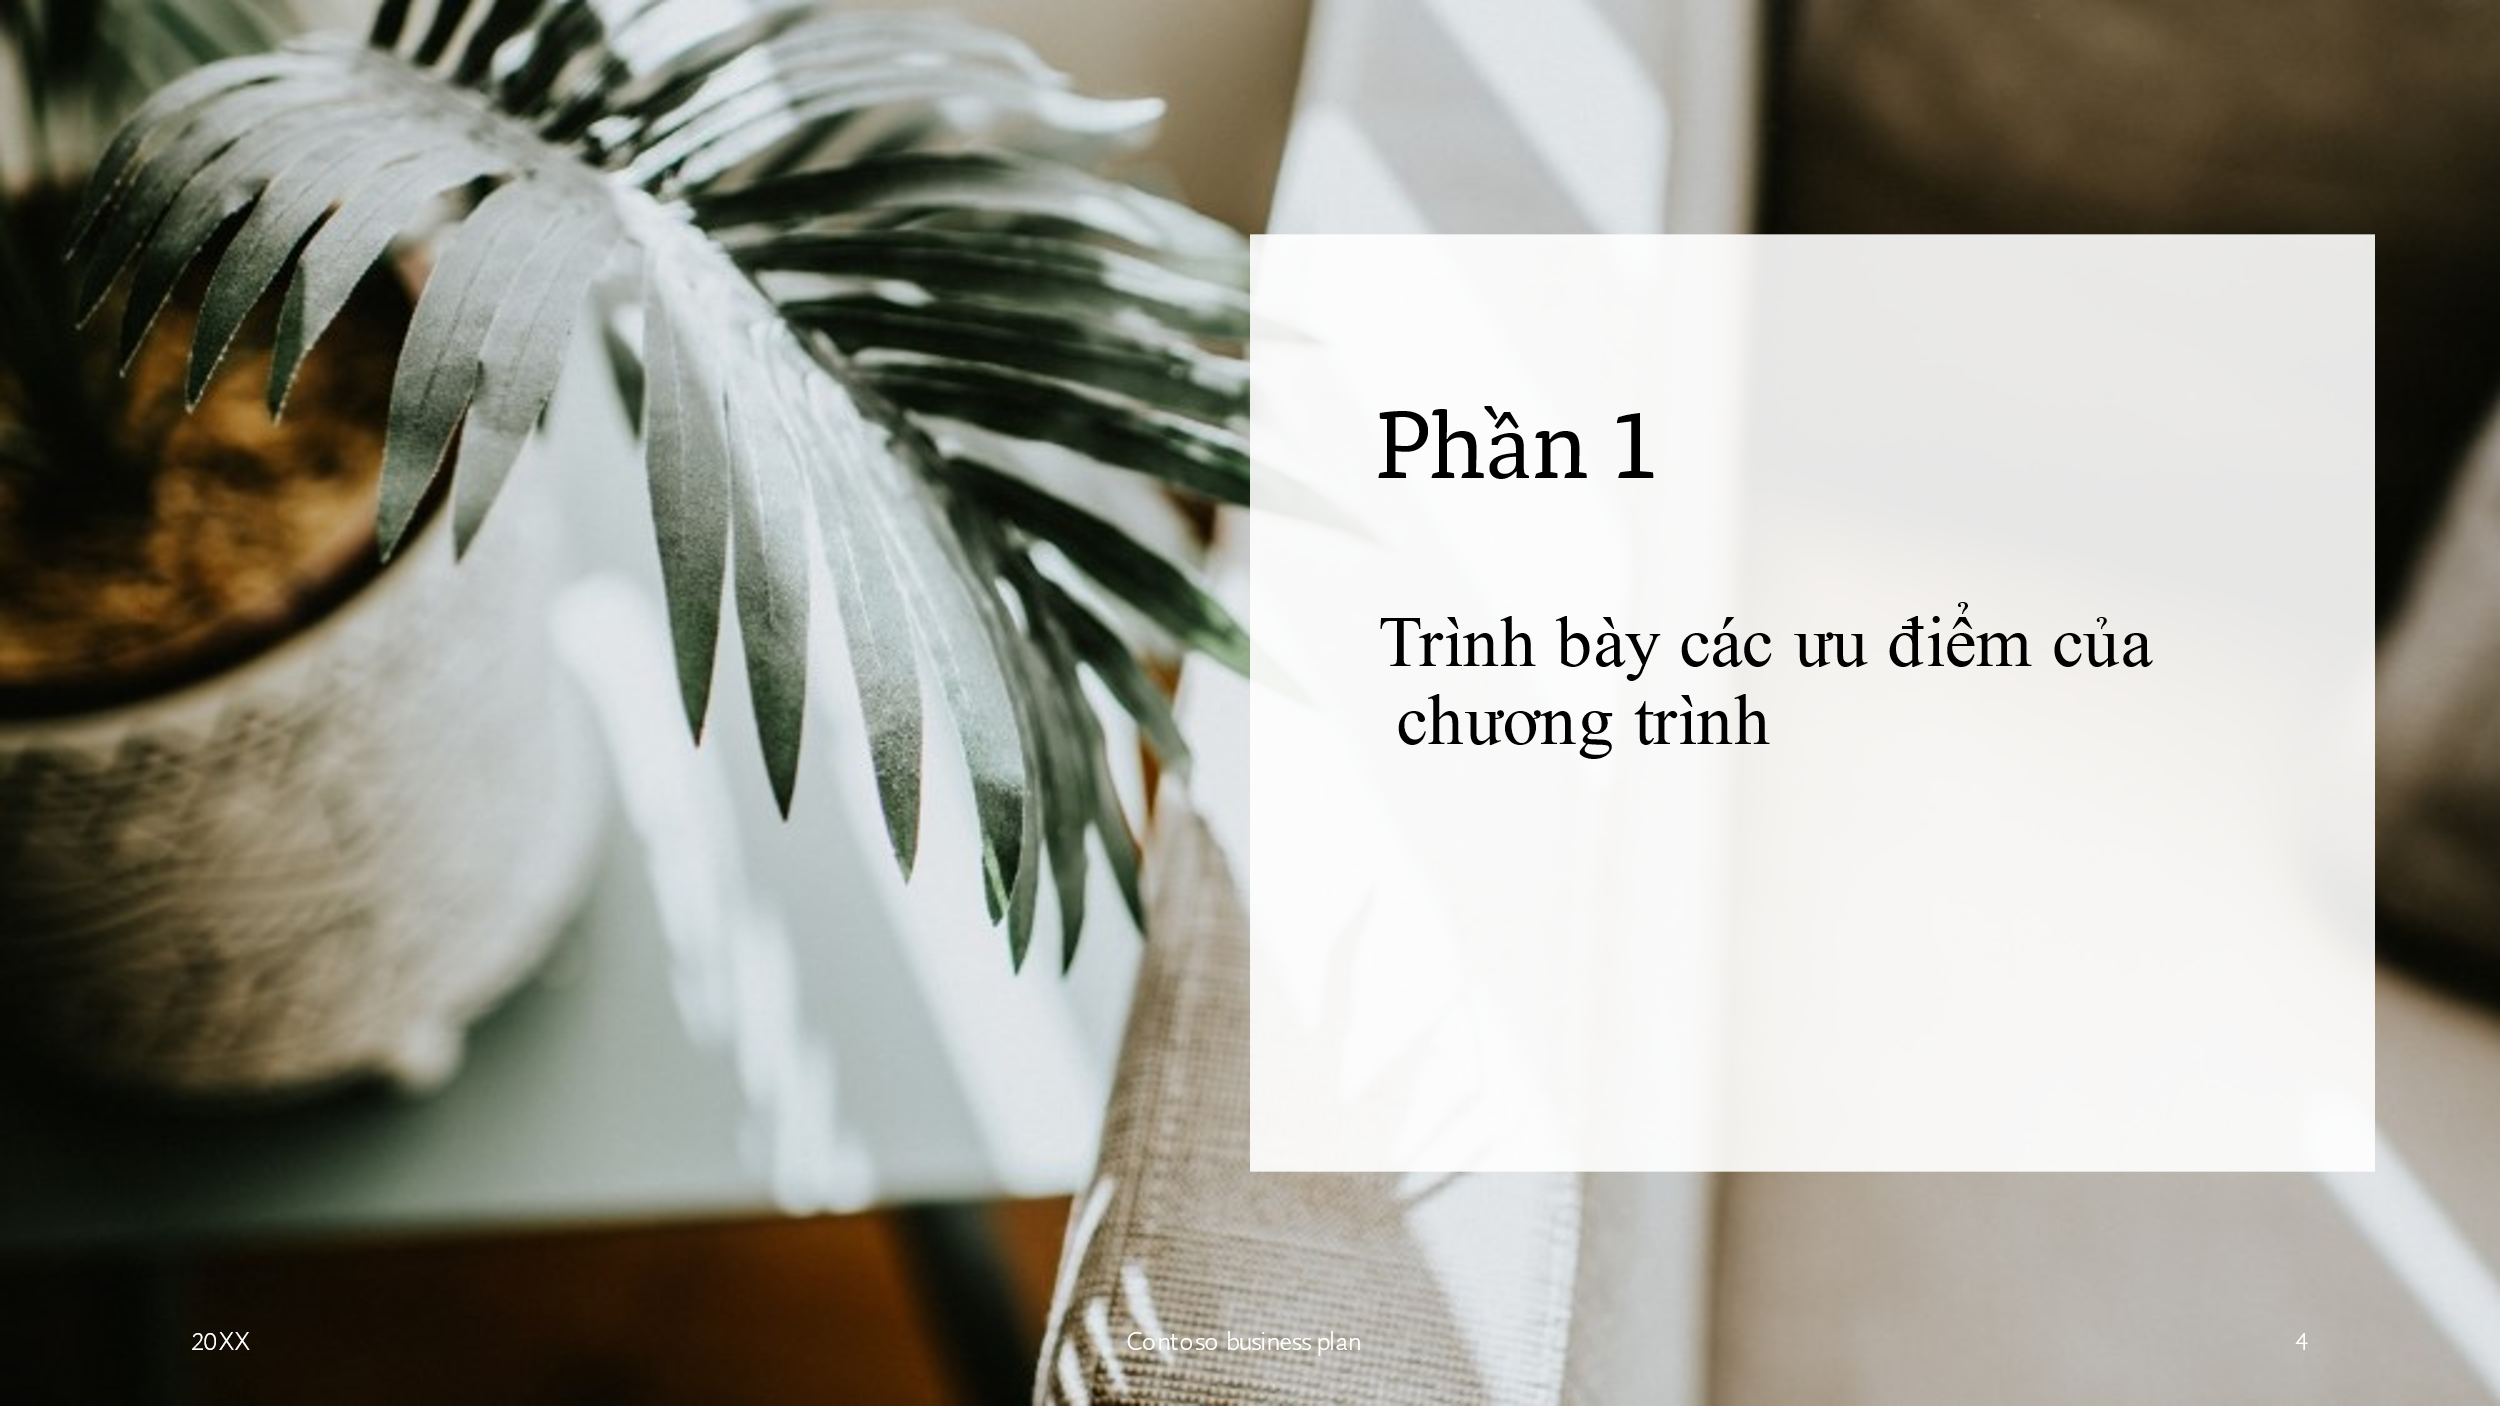 Phần 1
Trình bày các ưu điểm của
chương trình
20XX
Contoso business plan
4